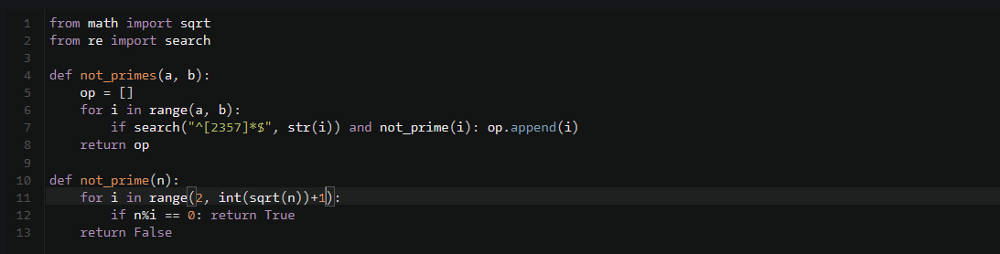 1 from math import sqrt
2 from re import search
3
4 def not_primes(a, b):
5     op = []
6     for i in range(a, b):
7         if search("^[2357]*$", str(i)) and not_prime(i): op.append(i)
8     return op
9
10 def not_prime(n):
11     for i in range(2, int(sqrt(n))+1):
12         if n%i == 0: return True
13     return False